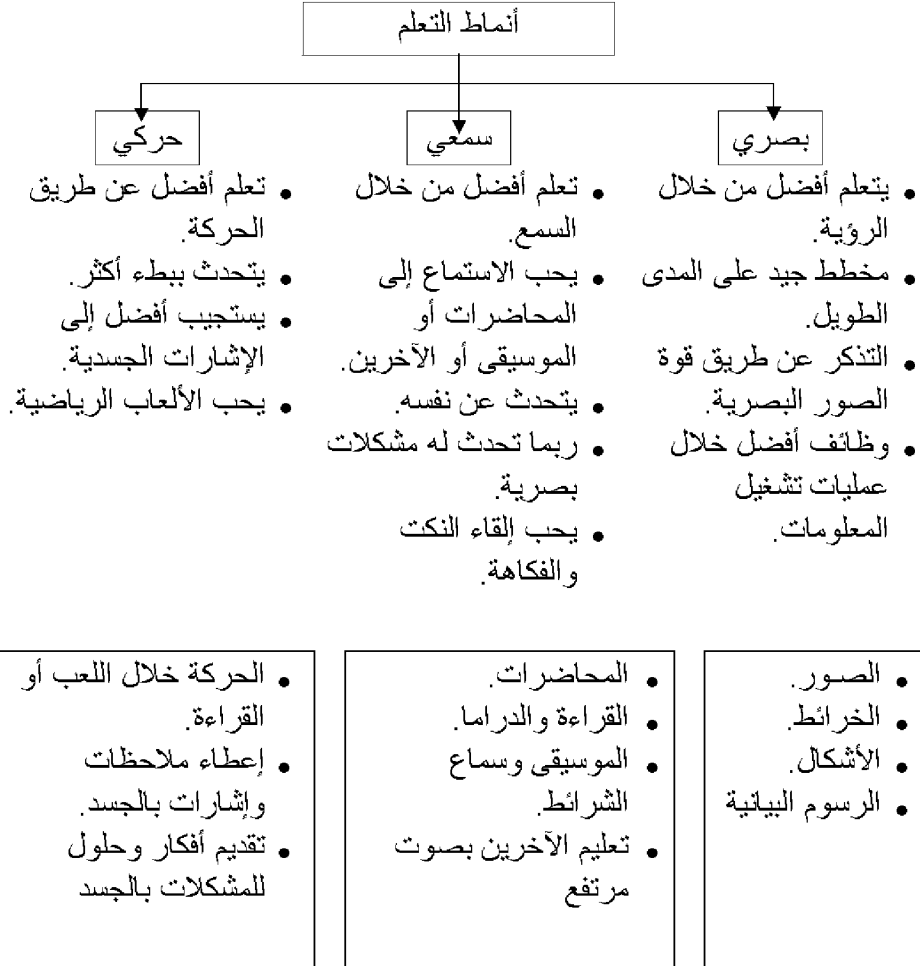 أنماط التعلم
بصري
• يتعلم أفضل من خلال
الرؤية.
• مخطط جيد على المدى
الطويل.
• التذكر عن طريق قوة
الصور البصرية.
• وظائف أفضل خلال
عمليات تشغيل
المعلومات.
سمعي
• تعلم أفضل من خلال
السمع.
• يحب الاستماع إلى
المحاضرات أو
الموسيقى أو الآخرين.
• يتحدث عن نفسه.
• ربما تحدث له مشكلات
بصرية.
• يحب إلقاء النكت
والفكاهة.
حركي
• تعلم أفضل عن طريق
الحركة.
• يتحدث ببطء أكثر.
• يستجيب أفضل إلى
الإشارات الجسدية.
• يحب الألعاب الرياضية.
• الصور.
• الخرائط.
• الأشكال.
• الرسوم البيانية
• المحاضرات.
• القراءة والدراما.
• الموسيقى وسماع
الشرائط.
• تعليم الآخرين بصوت
مرتفع
• الحركة خلال اللعب أو
القراءة.
• إعطاء ملاحظات
وإشارات بالجسد.
• تقديم أفكار وحلول
للمشكلات بالجسد